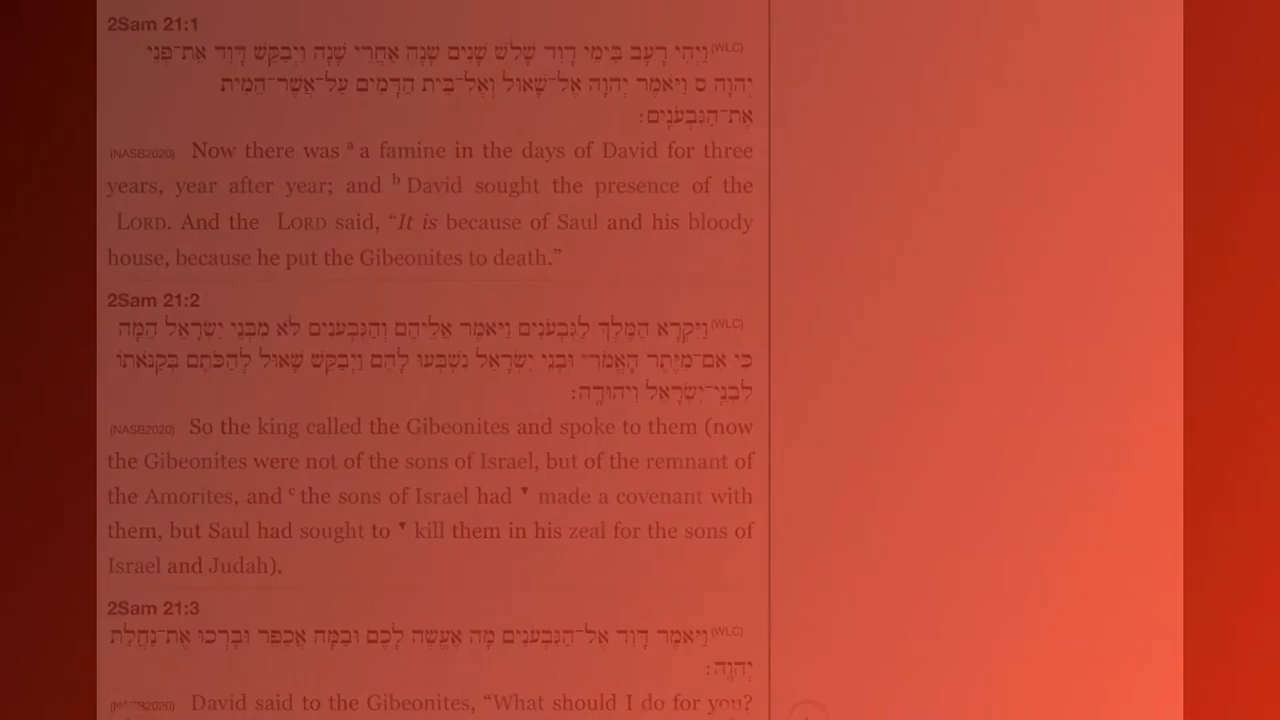 2Sam 21:1
(WLC) וַיְהִי רָעָב בִּימֵי דָוִד שָׁלֹשׁ שָׁנִים שָׁנָה אַחֲרֵי שָׁנָה וַיְבַקֵּשׁ דָּוִד אֶת־פְּנֵי
יְהוָה ס וַיֹּאמֶר יְהוָה אֶל־שָׁאוּל וְאֶל־בֵּית הַדָּמִים עַל־אֲשֶׁר־הֵמִית
אֶת־הַגִּבְעֹנִים׃
(NASB2020) Now there was a a famine in the days of David for three
years, year after year; and b David sought the presence of the
LORD. And the LORD said, “It is because of Saul and his bloody
house, because he put the Gibeonites to death.”
2Sam 21:2
(WLC) וַיִּקְרָא הַמֶּלֶךְ לַגִּבְעֹנִים וַיֹּאמֶר אֲלֵיהֶם וְהַגִּבְעֹנִים לֹא מִבְּנֵי יִשְׂרָאֵל הֵמָּה
כִּי אִם־מִיֶּתֶר הָאֱמֹרִי וּבְנֵי יִשְׂרָאֵל נִשְׁבְּעוּ לָהֶם וַיְבַקֵּשׁ שָׁאוּל לְהַכֹּתָם בְּקַנֹּאתוֹ
לִבְנֵי־יִשְׂרָאֵל וִיהוּדָה׃
(NASB2020) So the king called the Gibeonites and spoke to them (now
the Gibeonites were not of the sons of Israel, but of the remnant of
the Amorites, and c the sons of Israel had ▼ made a covenant with
them, but Saul had sought to ▼ kill them in his zeal for the sons of
Israel and Judah).
2Sam 21:3
(WLC) וַיֹּאמֶר דָּוִד אֶל־הַגִּבְעֹנִים מָה אֶעֱשֶׂה לָכֶם וּבַמָּה אֲכַפֵּר וּבָרְכוּ אֶת־נַחֲלַת
יְהוָה׃
(NASB2020) David said to the Gibeonites, “What should I do for you?